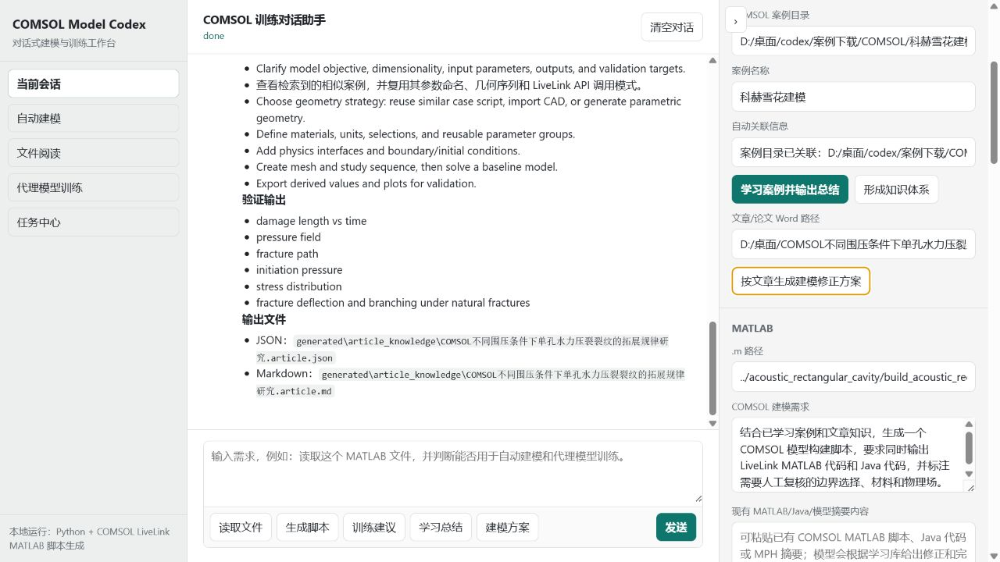 COMSOL Model Codex
对话式建模与训练工作台
当前会话
自动建模
文件阅读
代理模型训练
任务中心
本地运行：Python + COMSOL LiveLink
MATLAB 脚本生成
COMSOL 训练对话助手
done
清空对话
Clarify model objective, dimensionality, input parameters, outputs, and validation targets.
查看检索到的相似案例，并复用其参数命名、几何序列和 LiveLink API 调用模式。
Choose geometry strategy: reuse similar case script, import CAD, or generate parametric
geometry.
Define materials, units, selections, and reusable parameter groups.
Add physics interfaces and boundary/initial conditions.
Create mesh and study sequence, then solve a baseline model.
Export derived values and plots for validation.
验证输出
damage length vs time
pressure field
fracture path
initiation pressure
stress distribution
fracture deflection and branching under natural fractures
输出文件
JSON： generated\article_knowledge\COMSOL不同围压条件下单孔水力压裂裂纹的拓展规律研
究.article.json
Markdown： generated\article_knowledge\COMSOL不同围压条件下单孔水力压裂裂纹的拓展规律
研究.article.md
输入需求，例如：读取这个 MATLAB 文件，并判断能否用于自动建模和代理模型训练。
读取文件
生成脚本
训练建议
学习总结
建模方案
发送
›
MSOL 案例目录
D:/桌面/codex/案例下载/COMSOL/科赫雪花建
案例名称
科赫雪花建模
自动关联信息
案例目录已关联：D:/桌面/codex/案例下载/CO
学习案例并输出总结
形成知识体系
文章/论文 Word 路径
D:/桌面/COMSOL不同围压条件下单孔水力压裂
按文章生成建模修正方案
MATLAB
.m 路径
../acoustic_rectangular_cavity/build_acoustic_re
COMSOL 建模需求
结合已学习案例和文章知识，生成一个
COMSOL 模型构建脚本，要求同时输出
LiveLink MATLAB 代码和 Java 代码，并标注
需要人工复核的边界选择、材料和物理场。
现有 MATLAB/Java/模型摘要内容
可粘贴已有 COMSOL MATLAB 脚本、Java 代码
或 MPH 摘要；模型会根据学习库给出修正和完